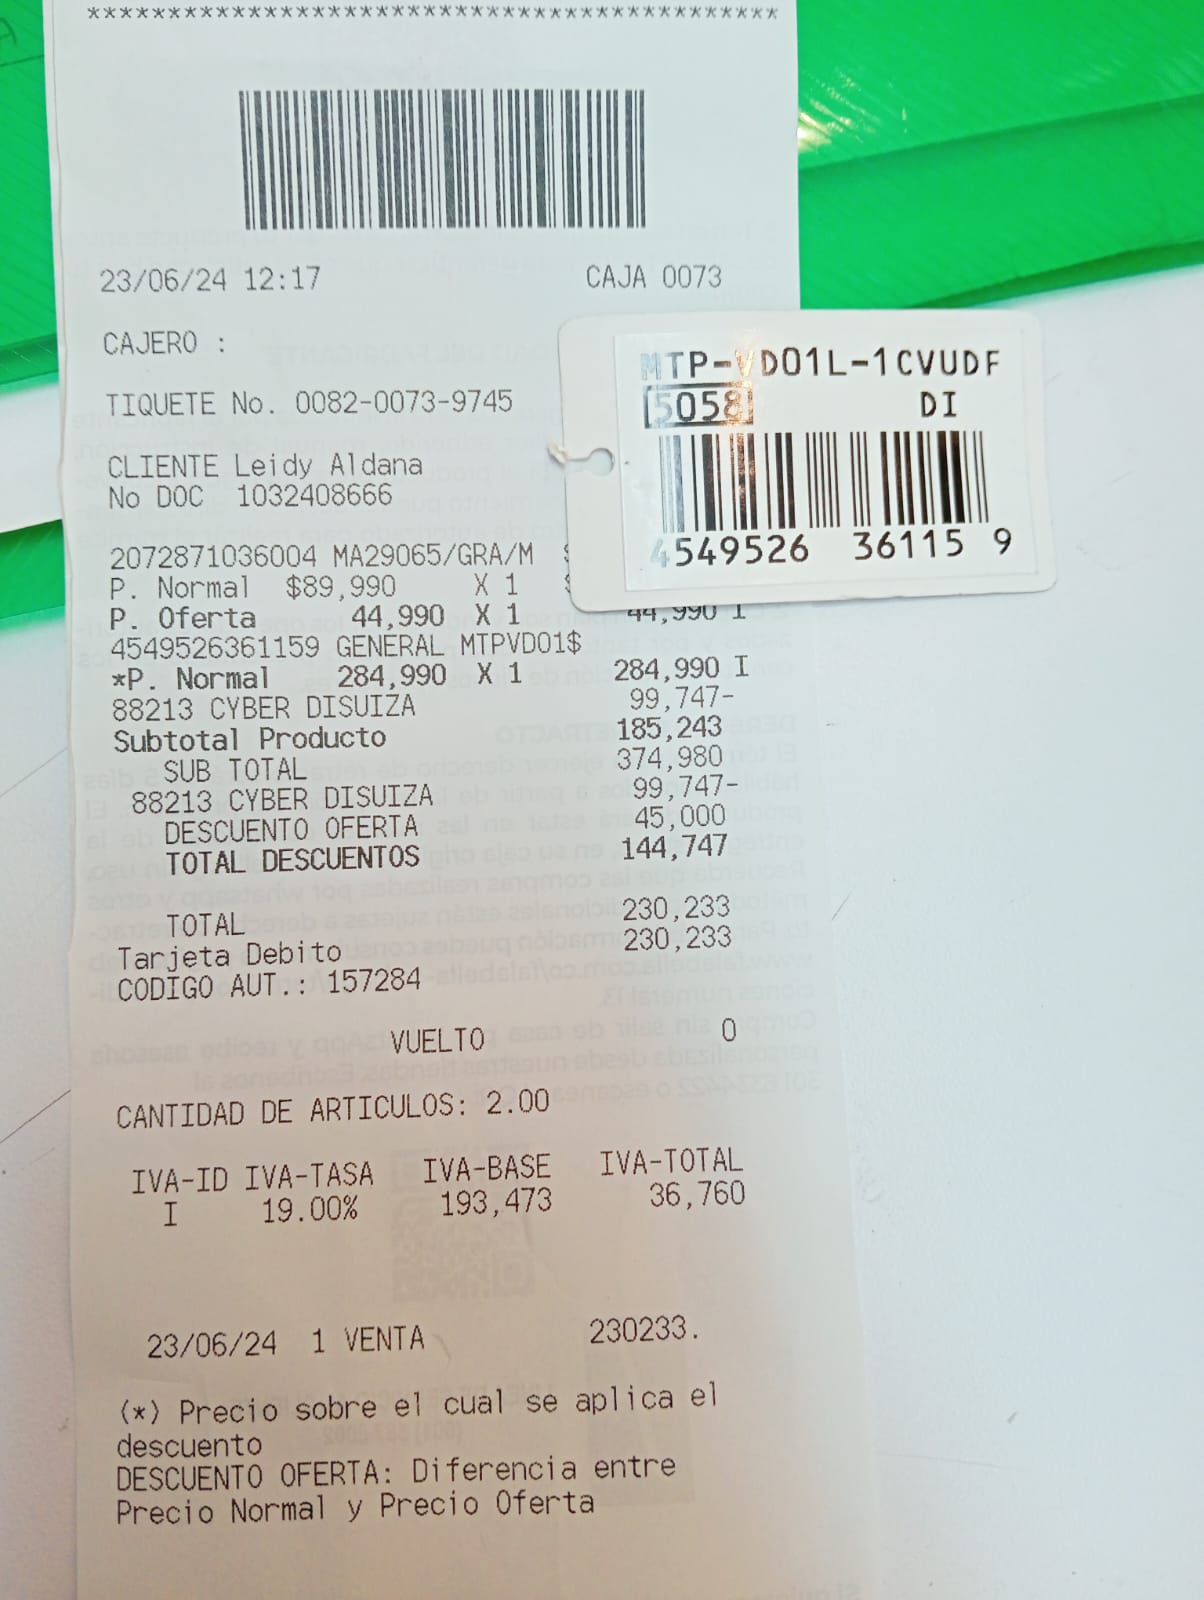 ******************************************
23/06/24 12:17 CAJA 0073
CAJERO :
TIQUETE No. 0082-0073-9745
CLIENTE Leidy Aldana
No DOC 1032408666
2072871036004 MA29065/GRA/M
P. Normal $89,990 X 1
P. Oferta 44,990 X 1 44,990 I
4549526361159 GENERAL MTPVD01$
*P. Normal 284,990 X 1 284,990 I
88213 CYBER DISUIZA 99,747-
Subtotal Producto 185,243
SUB TOTAL 374,980
88213 CYBER DISUIZA 99,747-
DESCUENTO OFERTA 45,000
TOTAL DESCUENTOS 144,747
TOTAL 230,233
Tarjeta Debito 230,233
CODIGO AUT.: 157284
VUELTO 0
CANTIDAD DE ARTICULOS: 2.00
IVA-ID IVA-TASA IVA-BASE IVA-TOTAL
I 19.00% 193,473 36,760
23/06/24 1 VENTA 230233.
(*) Precio sobre el cual se aplica el
descuento
DESCUENTO OFERTA: Diferencia entre
Precio Normal y Precio Oferta
MTP-VD01L-1CVUDF
5058 DI
4549526 36115 9